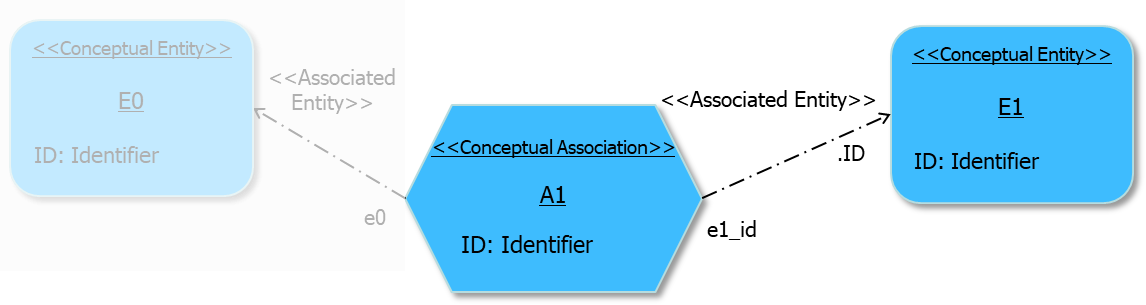 <<Conceptual Entity>>
E0
ID: Identifier
<<Associated
Entity>>
e0
<<Conceptual Association>>
A1
ID: Identifier
<<Associated Entity>>
.ID
e1_id
<<Conceptual Entity>>
E1
ID: Identifier